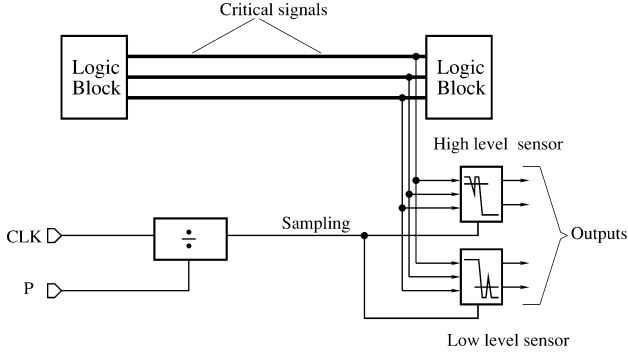 Critical signals
Logic
Block
Logic
Block
High level sensor
CLK
÷
Sampling
Outputs
P
Low level sensor